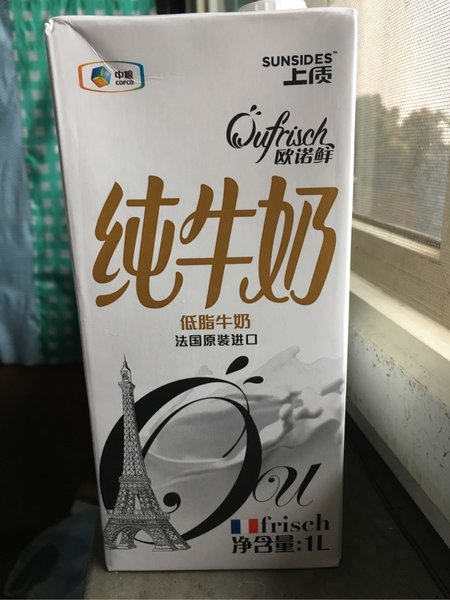 中粮
COFCO
SUNSIDES™
上质
Oufrisch
欧诺鲜
纯牛奶
低脂牛奶
法国原装进口
Ou
frisch
净含量:1L